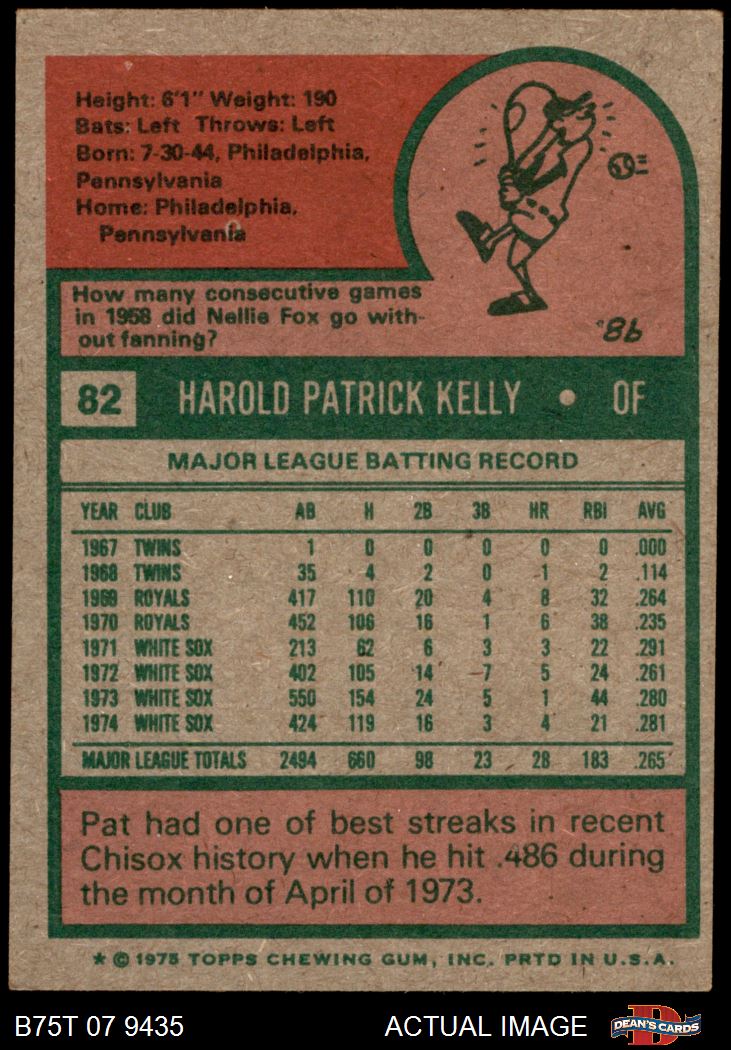 Height: 6'1" Weight: 190
Bats: Left Throws: Left
Born: 7-30-44, Philadelphia,
Pennsylvania
Home: Philadelphia,
Pennsylvania
How many consecutive games
in 1958 did Nellie Fox go with-
out fanning?
98.
82 HAROLD PATRICK KELLY • OF
MAJOR LEAGUE BATTING RECORD
YEAR CLUB AB H 2B 3B HR RBI AVG
1967 TWINS 1 0 0 0 0 0 .000
1968 TWINS 35 4 2 0 1 2 .114
1969 ROYALS 417 110 20 4 8 32 .264
1970 ROYALS 452 106 16 1 6 38 .235
1971 WHITE SOX 213 62 6 3 3 22 .291
1972 WHITE SOX 402 105 14 7 5 24 .261
1973 WHITE SOX 550 154 24 5 1 44 .280
1974 WHITE SOX 424 119 16 3 4 21 .281
MAJOR LEAGUE TOTALS 2494 660 98 23 28 183 .265
Pat had one of best streaks in recent
Chisox history when he hit .486 during
the month of April of 1973.
* © 1975 TOPPS CHEWING GUM, INC. PRTD IN U.S.A.
B75T 07 9435 ACTUAL IMAGE D DEAN'S CARDS